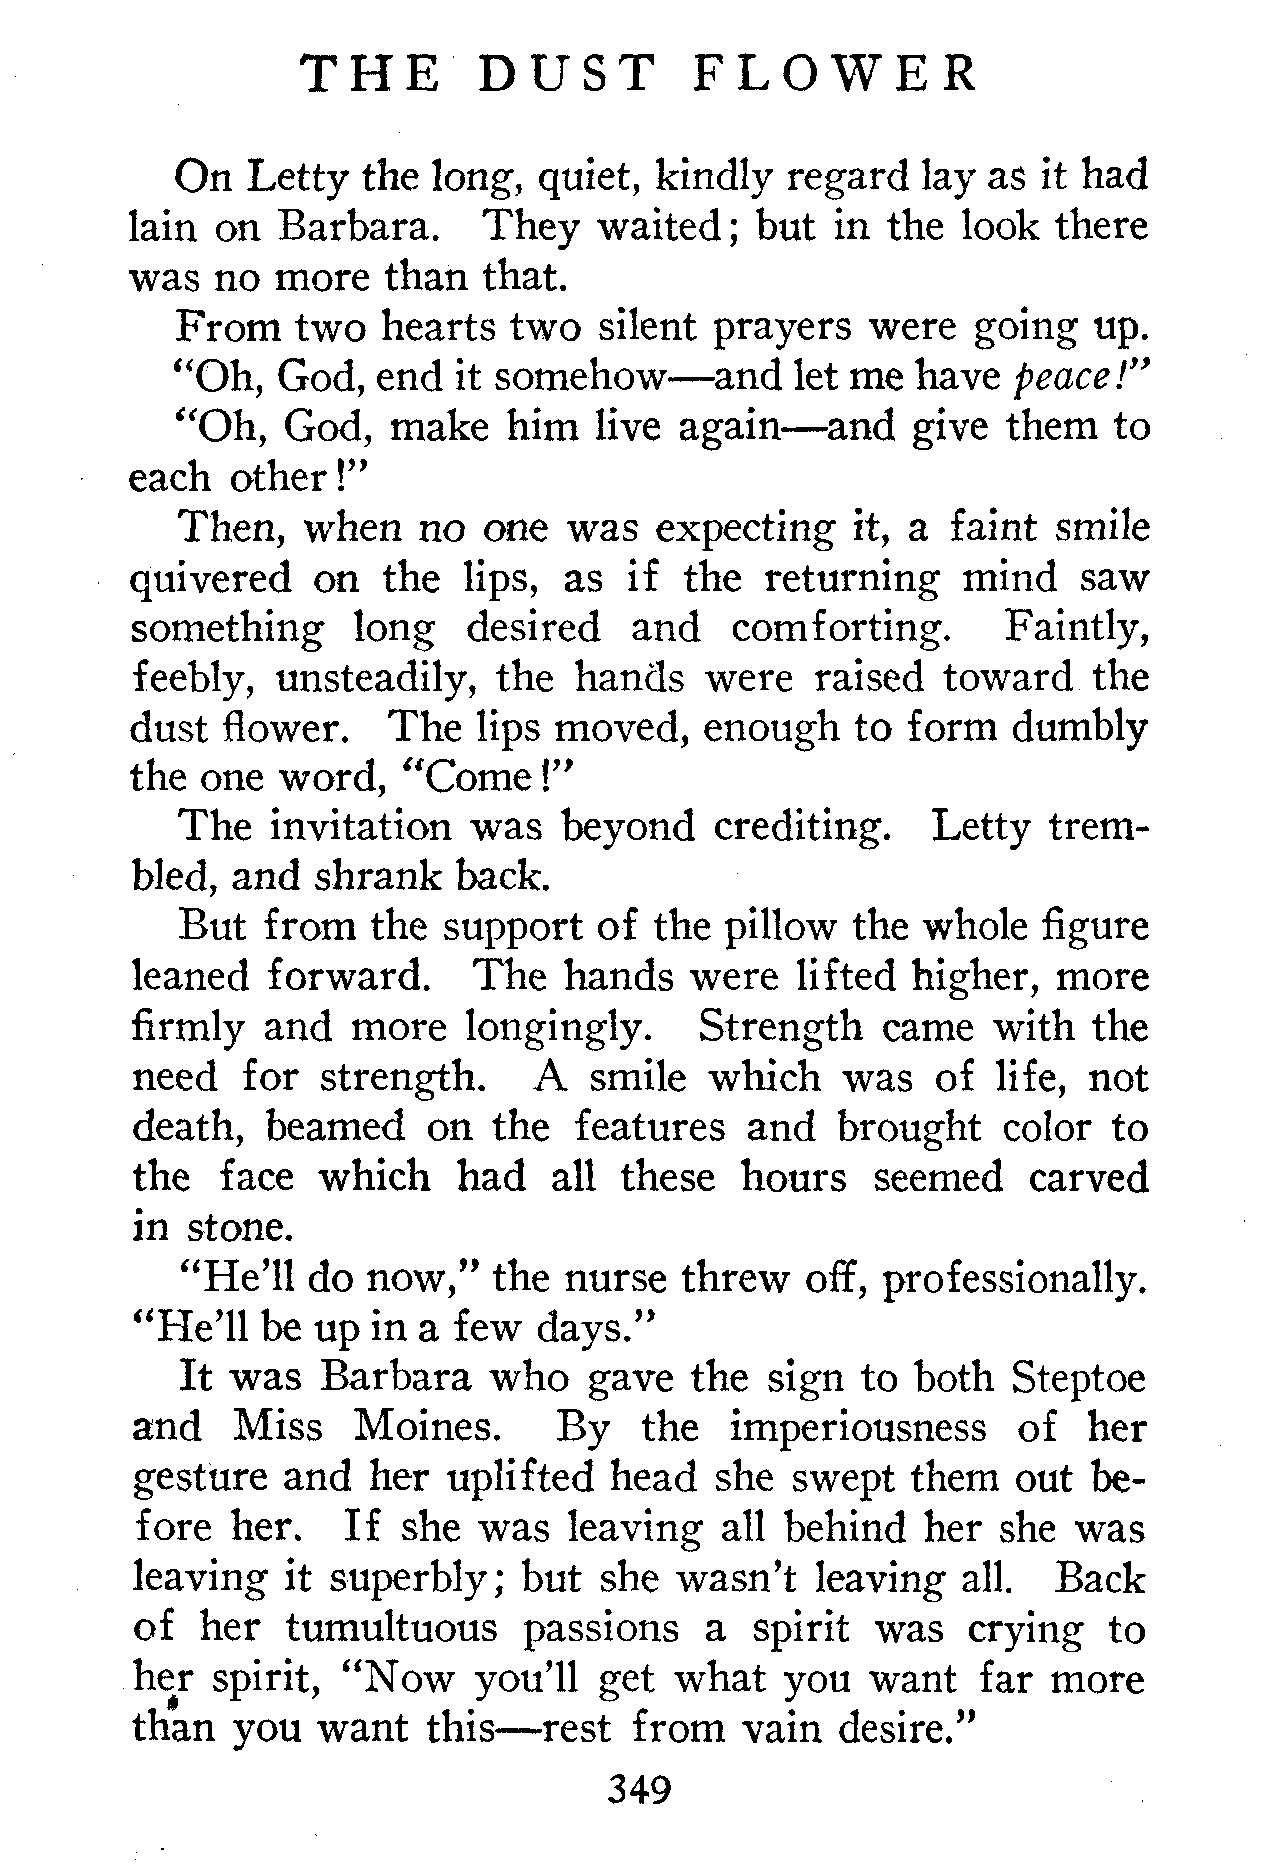 THE DUST FLOWER
On Letty the long, quiet, kindly regard lay as it had
lain on Barbara. They waited; but in the look there
was no more than that.
From two hearts two silent prayers were going up.
“Oh, God, end it somehow—and let me have peace!”
“Oh, God, make him live again—and give them to
each other!”
Then, when no one was expecting it, a faint smile
quivered on the lips, as if the returning mind saw
something long desired and comforting. Faintly,
feebly, unsteadily, the hands were raised toward the
dust flower. The lips moved, enough to form dumbly
the one word, “Come!”
The invitation was beyond crediting. Letty trem-
bled, and shrank back.
But from the support of the pillow the whole figure
leaned forward. The hands were lifted higher, more
firmly and more longingly. Strength came with the
need for strength. A smile which was of life, not
death, beamed on the features and brought color to
the face which had all these hours seemed carved
in stone.
“He’ll do now,” the nurse threw off, professionally.
“He’ll be up in a few days.”
It was Barbara who gave the sign to both Steptoe
and Miss Moines. By the imperiousness of her
gesture and her uplifted head she swept them out be-
fore her. If she was leaving all behind her she was
leaving it superbly; but she wasn’t leaving all. Back
of her tumultuous passions a spirit was crying to
her spirit, “Now you’ll get what you want far more
than you want this—rest from vain desire.”
349